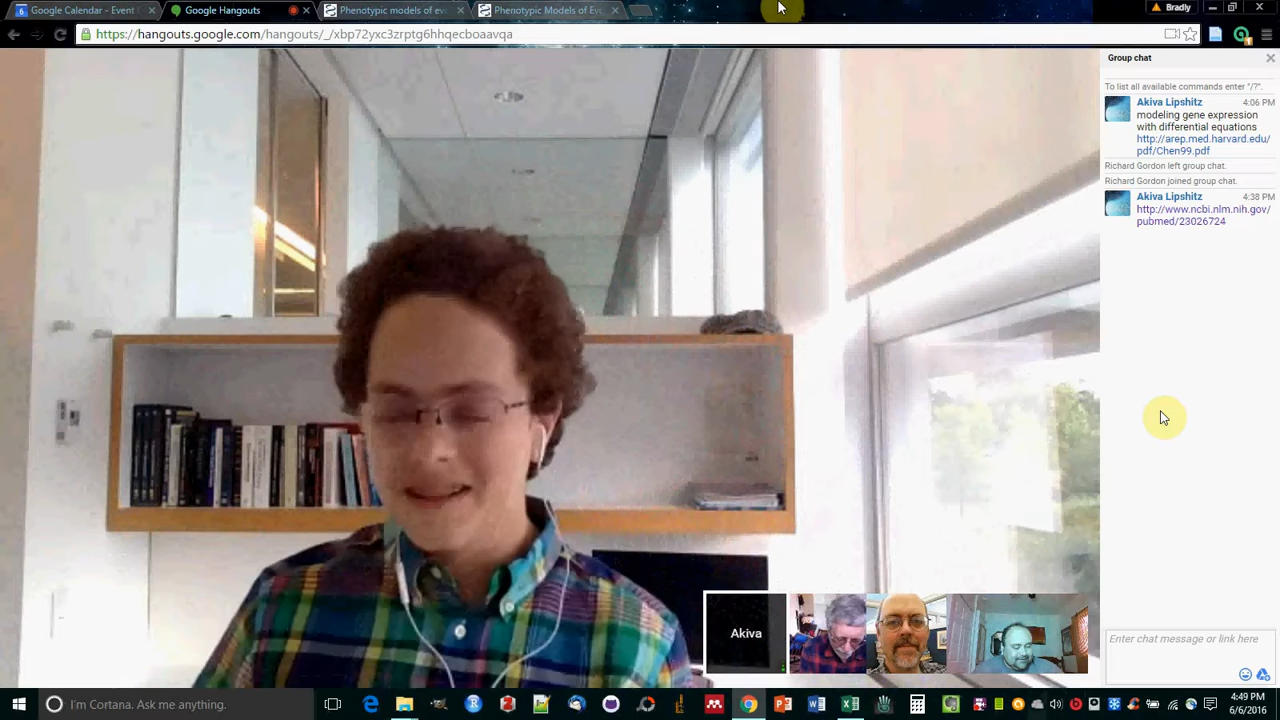 Google Calendar - Event
Google Hangouts
Phenotypic models of ev
Phenotypic Models of Evo
Bradly
https://hangouts.google.com/hangouts/_/xbp72yxc3zrptg6hhqecboaavqa
Group chat
To list all available commands enter "/?".
Akiva Lipshitz 4:06 PM
modeling gene expression
with differential equations
http://arep.med.harvard.edu/
pdf/Chen99.pdf
Richard Gordon left group chat.
Richard Gordon joined group chat.
Akiva Lipshitz 4:38 PM
http://www.ncbi.nlm.nih.gov/
pubmed/23026724
Akiva
Enter chat message or link here
I'm Cortana. Ask me anything.
4:49 PM
6/6/2016